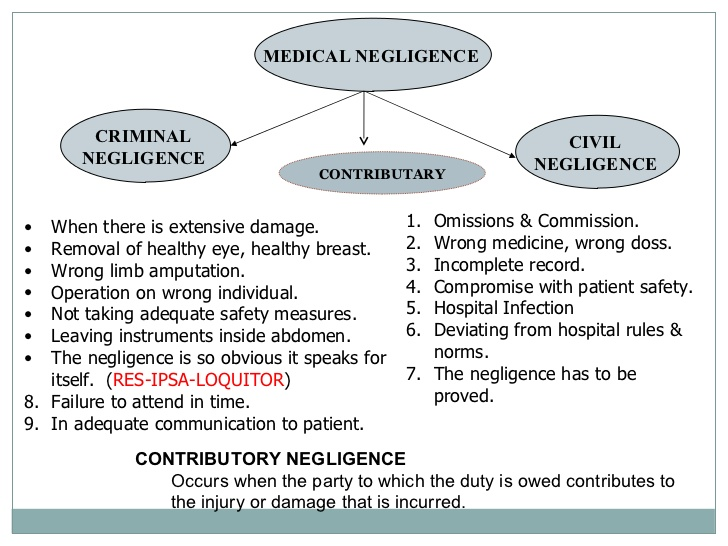 MEDICAL NEGLIGENCE
CRIMINAL
NEGLIGENCE
CONTRIBUTARY
CIVIL
NEGLIGENCE
• When there is extensive damage.
• Removal of healthy eye, healthy breast.
• Wrong limb amputation.
• Operation on wrong individual.
• Not taking adequate safety measures.
• Leaving instruments inside abdomen.
• The negligence is so obvious it speaks for
itself. (RES-IPSA-LOQUITOR)
8. Failure to attend in time.
9. In adequate communication to patient.
1. Omissions & Commission.
2. Wrong medicine, wrong doss.
3. Incomplete record.
4. Compromise with patient safety.
5. Hospital Infection
6. Deviating from hospital rules &
norms.
7. The negligence has to be
proved.
CONTRIBUTORY NEGLIGENCE
Occurs when the party to which the duty is owed contributes to
the injury or damage that is incurred.